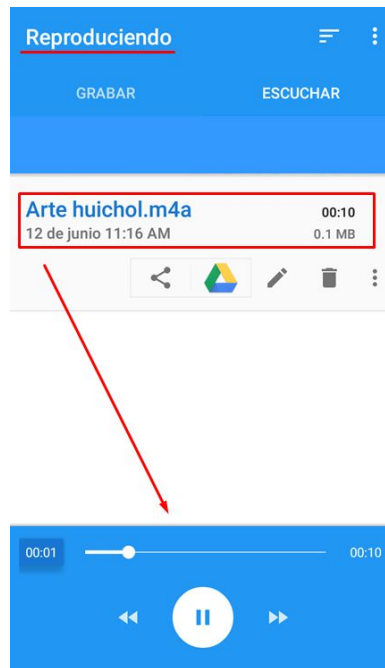 Reproduciendo
GRABAR ESCUCHAR
Arte huichol.m4a 00:10
12 de junio 11:16 AM 0.1 MB
00:01 00:10